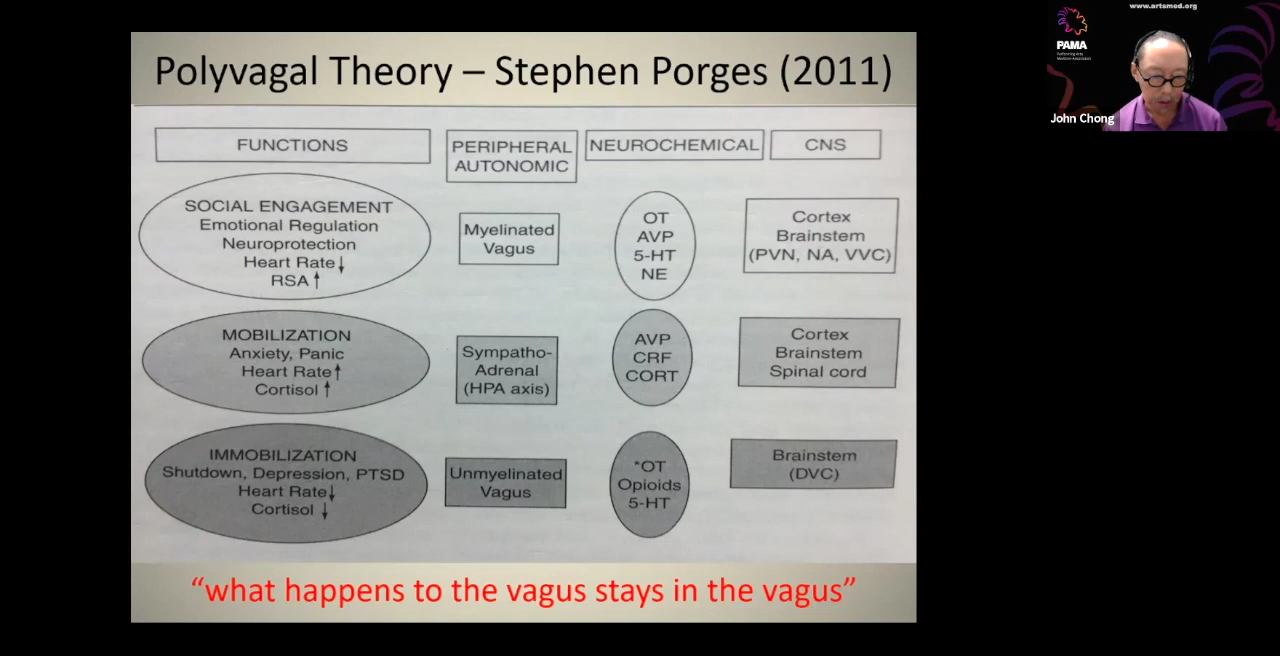 Polyvagal Theory – Stephen Porges (2011)
FUNCTIONS
PERIPHERAL
AUTONOMIC
NEUROCHEMICAL
CNS
SOCIAL ENGAGEMENT
Emotional Regulation
Neuroprotection
Heart Rate↓
RSA↑
Myelinated
Vagus
OT
AVP
5-HT
NE
Cortex
Brainstem
(PVN, NA, VVC)
MOBILIZATION
Anxiety, Panic
Heart Rate↑
Cortisol↑
Sympatho-
Adrenal
(HPA axis)
AVP
CRF
CORT
Cortex
Brainstem
Spinal cord
IMMOBILIZATION
Shutdown, Depression, PTSD
Heart Rate↓
Cortisol ↓
Unmyelinated
Vagus
*OT
Opioids
5-HT
Brainstem
(DVC)
“what happens to the vagus stays in the vagus”
www.artsmed.org
PAMA
Performing Arts
Medicine Association
John Chong